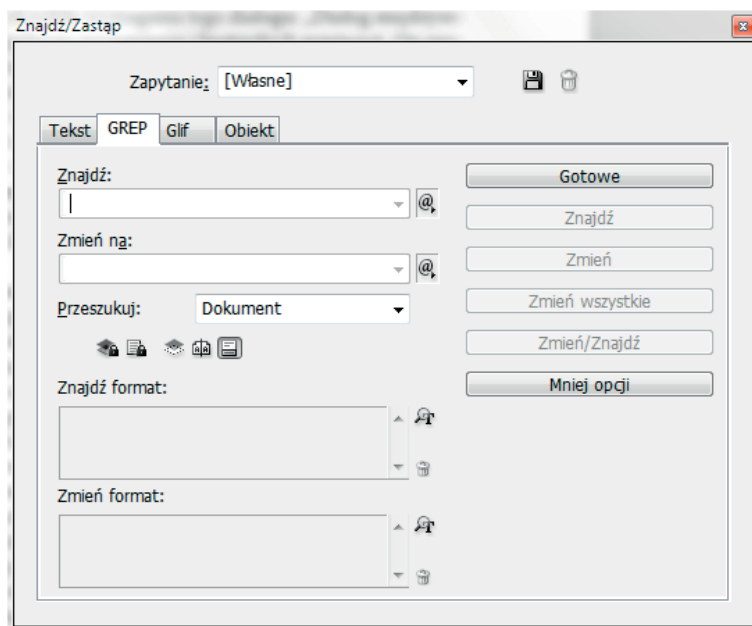 Znajdź/Zastąp
Zapytanie: [Własne]
Tekst GREP Glif Obiekt
Znajdź:
Gotowe
@
Znajdź
Zmień na:
Zmień
@
Przeszukuj: Dokument
Zmień wszystkie
Zmień/Znajdź
Znajdź format:
Mniej opcji
Zmień format: